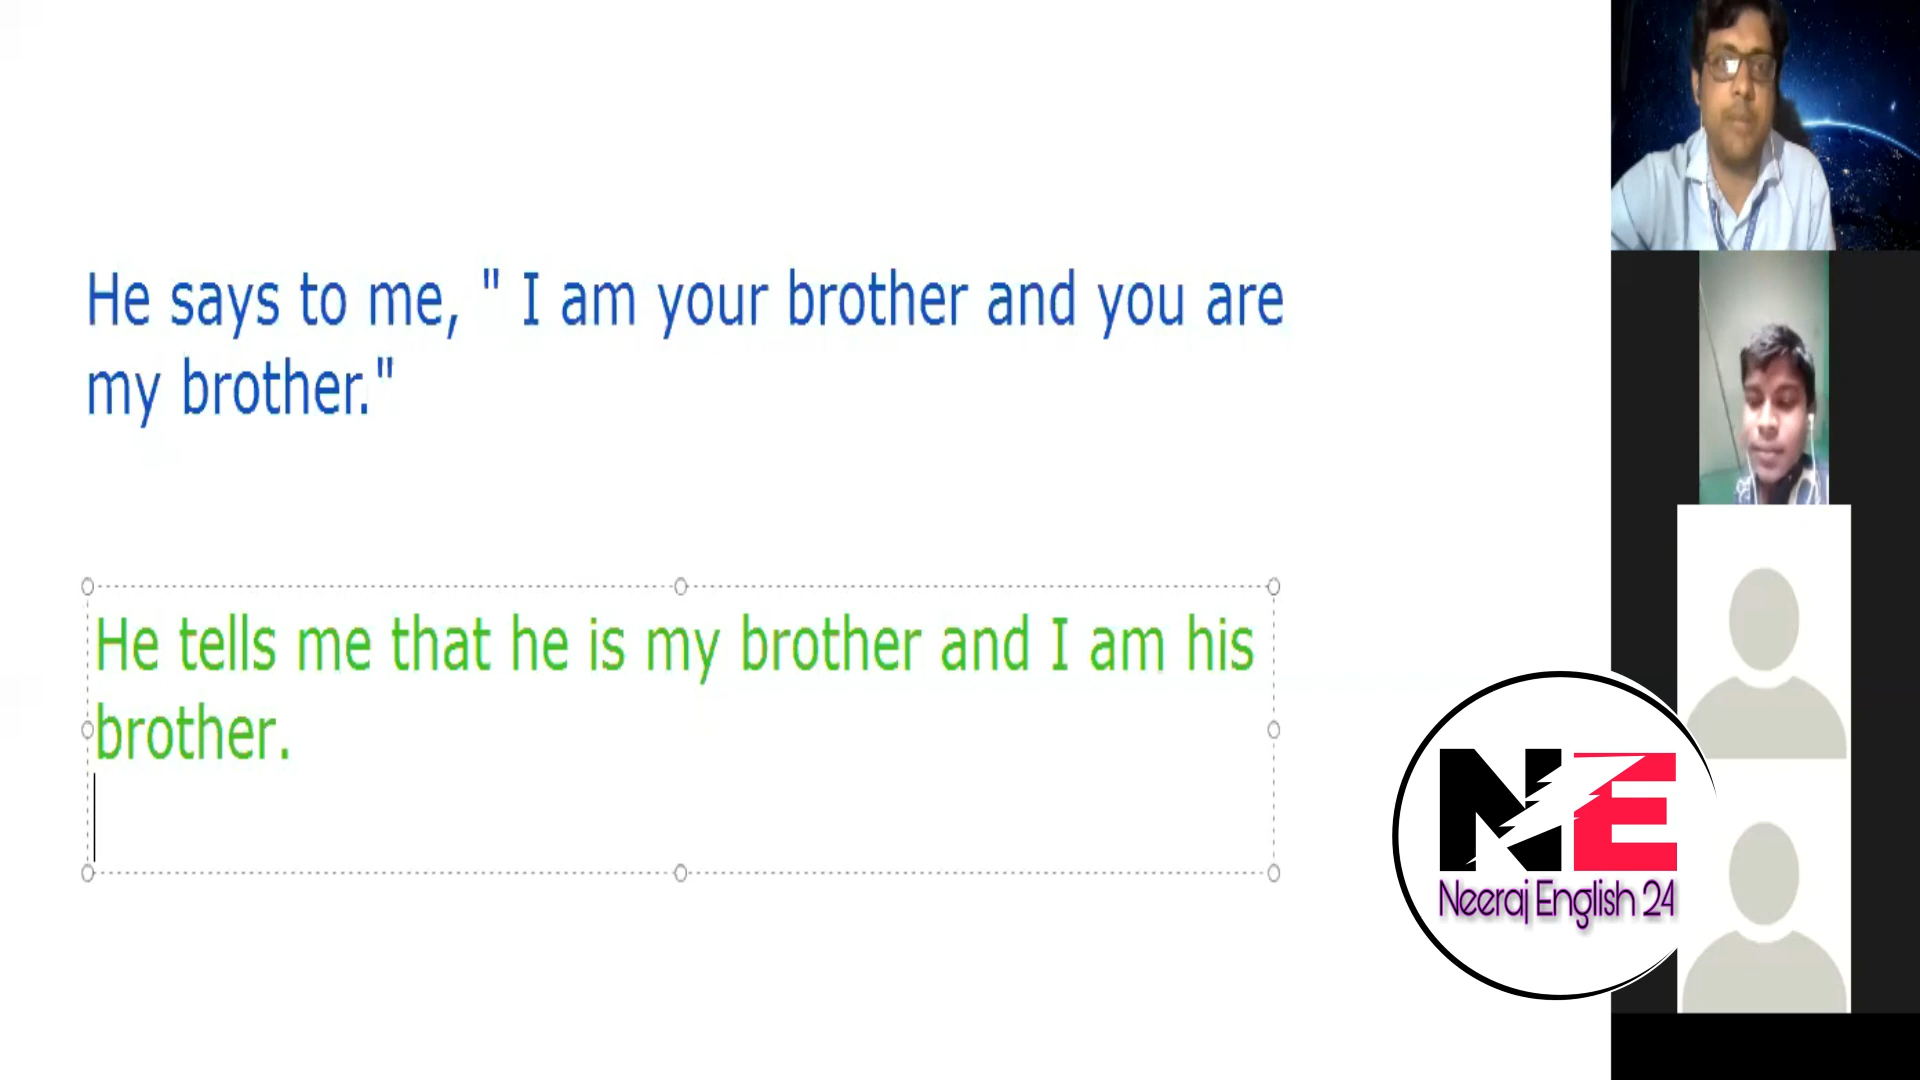 He says to me, " I am your brother and you are
my brother."
He tells me that he is my brother and I am his
brother.
NE
Neeraj English 24